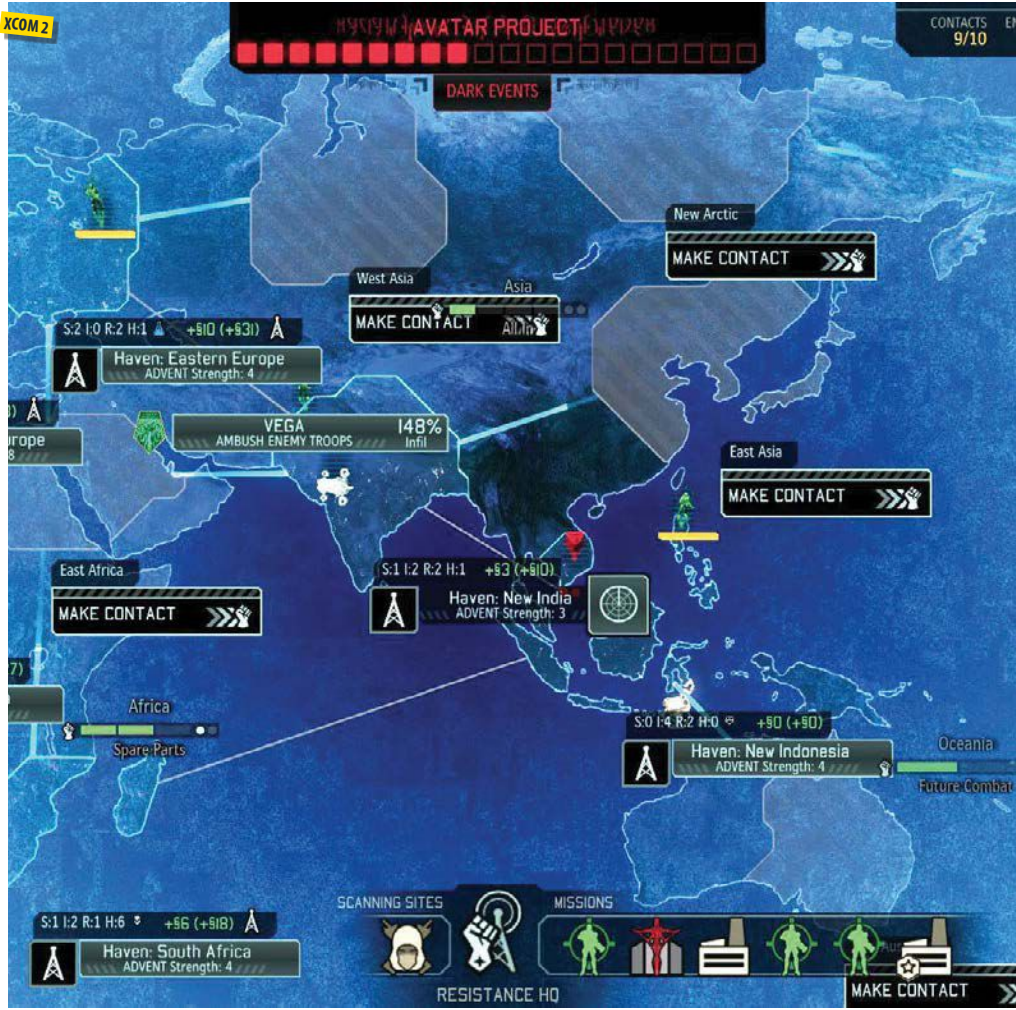 XCOM 2
AVATAR PROJECT
CONTACTS
9/10
DARK EVENTS
New Arctic
MAKE CONTACT
West Asia
Asia
MAKE CONTACT
S:2 I:0 R:2 H:1 +§10 (+§31)
Haven: Eastern Europe
ADVENT Strength: 4
urope
8
VEGA 148%
AMBUSH ENEMY TROOPS Infil
East Asia
MAKE CONTACT
East Africa
MAKE CONTACT
S:1 I:2 R:2 H:1 +§3 (+§10)
Haven: New India
ADVENT Strength: 3
7)
Africa
Spare Parts
S:0 I:4 R:2 H:0 +§0 (+§0)
Haven: New Indonesia
ADVENT Strength: 4
Oceania
Future Combat
SCANNING SITES
MISSIONS
S:1 I:2 R:1 H:6 +§6 (+§18)
Haven: South Africa
ADVENT Strength: 4
RESISTANCE HQ
MAKE CONTACT